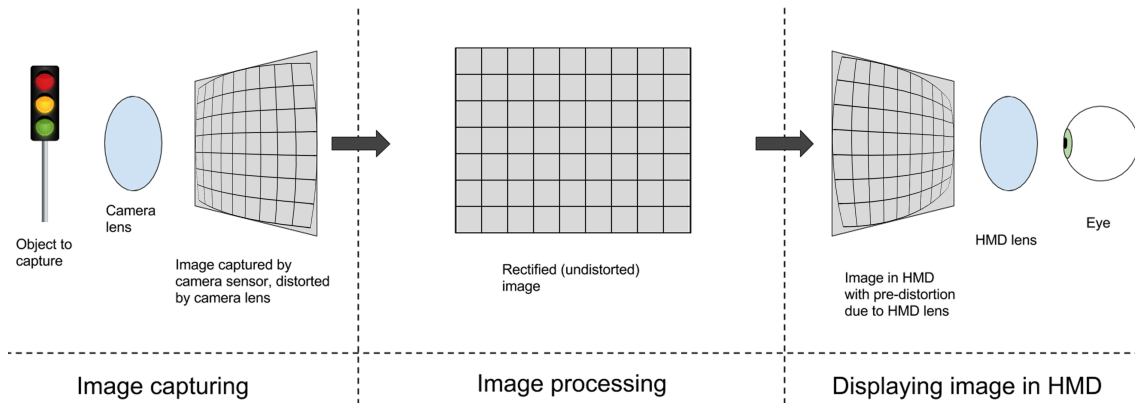 Object to
capture
Camera
lens
Image captured by
camera sensor, distorted
by camera lens
Rectified (undistorted)
image
Image in HMD
with pre-distortion
due to HMD lens
HMD lens
Eye
Image capturing
Image processing
Displaying image in HMD